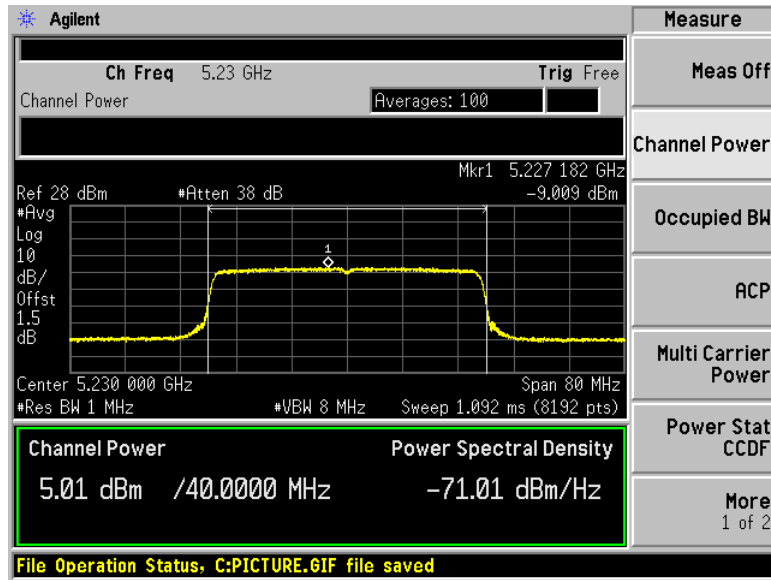 Agilent
Measure
Ch Freq 5.23 GHz Trig Free
Channel Power Averages: 100
Mkr1 5.227 182 GHz
Ref 28 dBm #Atten 38 dB -9.009 dBm
#Avg
Log
10
dB/
Offst
1.5
dB
1
Center 5.230 000 GHz Span 80 MHz
#Res BW 1 MHz #VBW 8 MHz Sweep 1.092 ms (8192 pts)
Channel Power Power Spectral Density
5.01 dBm /40.0000 MHz -71.01 dBm/Hz
File Operation Status, C:PICTURE.GIF file saved
Meas Off
Channel Power
Occupied BW
ACP
Multi Carrier
Power
Power Stat
CCDF
More
1 of 2